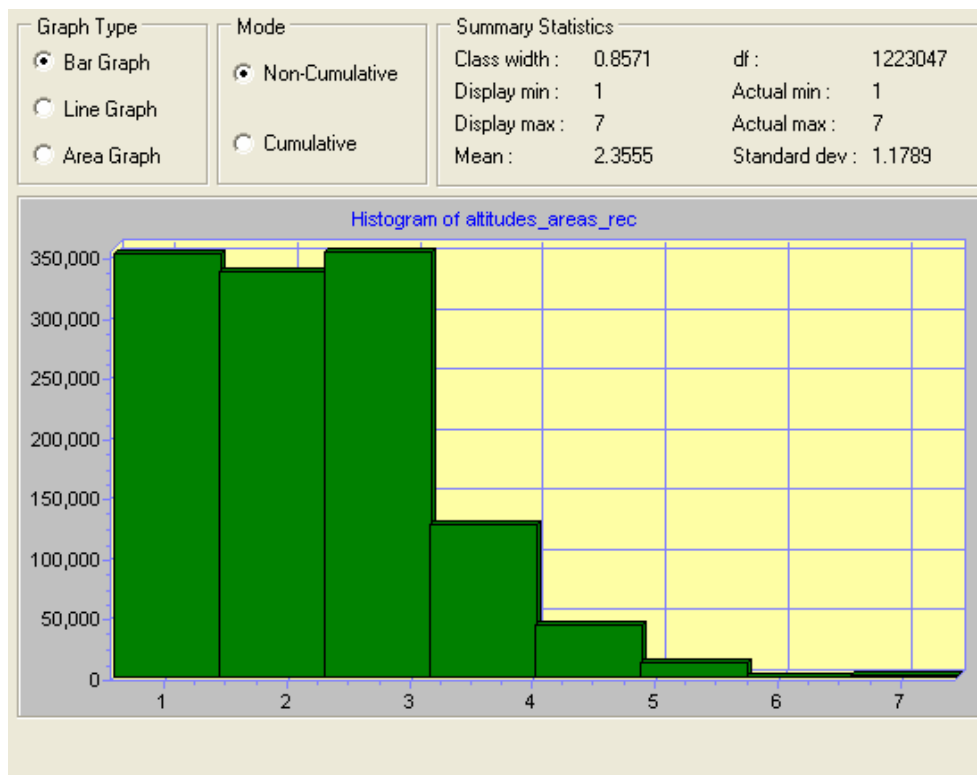 Graph Type
Bar Graph
Line Graph
Area Graph
Mode
Non-Cumulative
Cumulative
Summary Statistics
Class width : 0.8571 df : 1223047
Display min : 1 Actual min : 1
Display max : 7 Actual max : 7
Mean : 2.3555 Standard dev : 1.1789
Histogram of altitudes_areas_rec
350,000
300,000
250,000
200,000
150,000
100,000
50,000
0
1 2 3 4 5 6 7